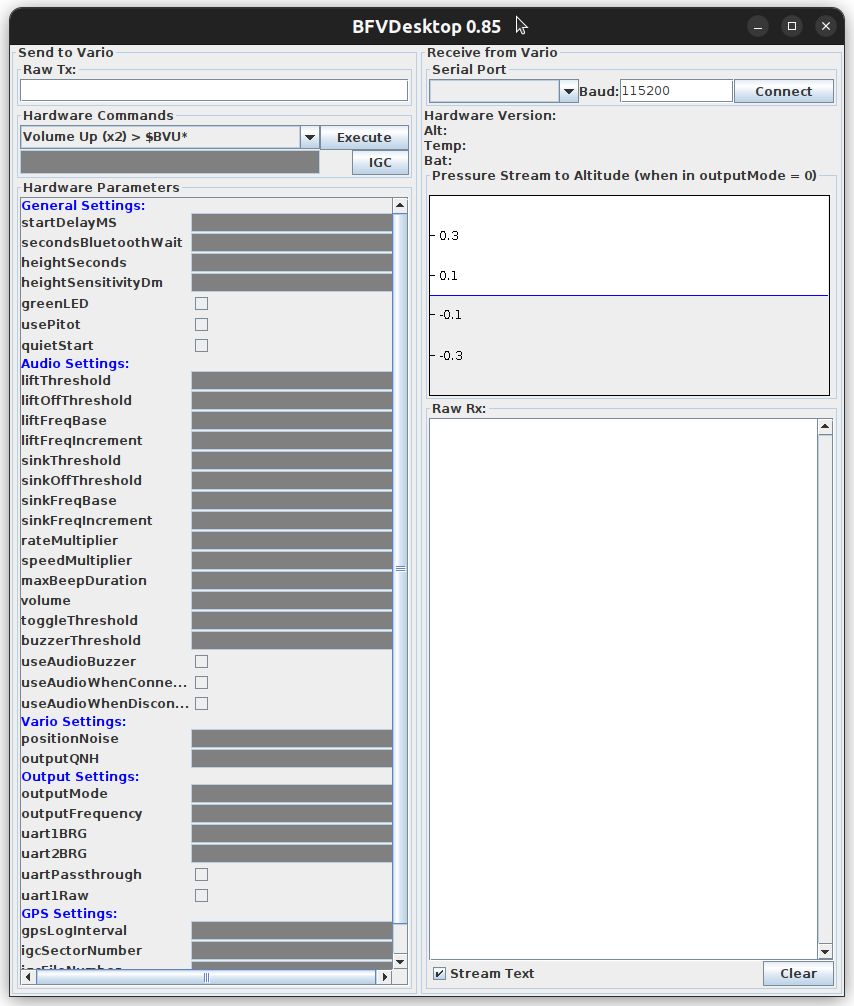 BFVDesktop 0.85
Send to Vario
Raw Tx:
Hardware Commands
Volume Up (x2) > $BVU*
Execute
IGC
Hardware Parameters
General Settings:
startDelayMS
secondsBluetoothWait
heightSeconds
heightSensitivityDm
greenLED
usePitot
quietStart
Audio Settings:
liftThreshold
liftOffThreshold
liftFreqBase
liftFreqIncrement
sinkThreshold
sinkOffThreshold
sinkFreqBase
sinkFreqIncrement
rateMultiplier
speedMultiplier
maxBeepDuration
volume
toggleThreshold
buzzerThreshold
useAudioBuzzer
useAudioWhenConne...
useAudioWhenDiscon...
Vario Settings:
positionNoise
outputQNH
Output Settings:
outputMode
outputFrequency
uart1BRG
uart2BRG
uartPassthrough
uart1Raw
GPS Settings:
gpsLogInterval
igcSectorNumber
igcFileNumber
Receive from Vario
Serial Port
Baud: 115200
Connect
Hardware Version:
Alt:
Temp:
Bat:
Pressure Stream to Altitude (when in outputMode = 0)
0.3
0.1
-0.1
-0.3
Raw Rx:
Stream Text
Clear